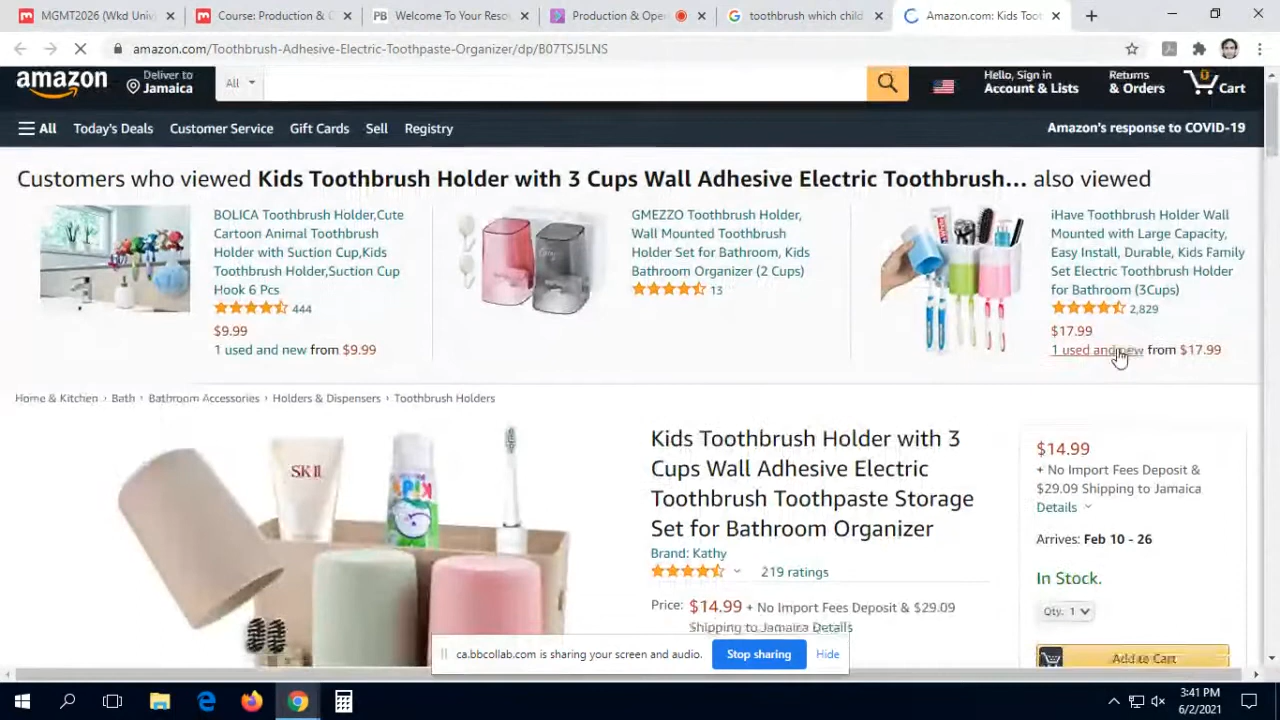 MGMT2026 (Wkd Univ
Course: Production & C
Welcome To Your Reso
Production & Oper
toothbrush which child
Amazon.com: Kids Toot
amazon.com/Toothbrush-Adhesive-Electric-Toothpaste-Organizer/dp/B07TSJ5LNS
amazon
Deliver to
Jamaica
All
Hello, Sign in
Account & Lists
Returns
& Orders
0
Cart
All
Today's Deals
Customer Service
Gift Cards
Sell
Registry
Amazon's response to COVID-19
Customers who viewed Kids Toothbrush Holder with 3 Cups Wall Adhesive Electric Toothbrush... also viewed
BOLICA Toothbrush Holder,Cute
Cartoon Animal Toothbrush
Holder with Suction Cup,Kids
Toothbrush Holder,Suction Cup
Hook 6 Pcs
444
$9.99
1 used and new from $9.99
GMEZZO Toothbrush Holder,
Wall Mounted Toothbrush
Holder Set for Bathroom, Kids
Bathroom Organizer (2 Cups)
13
iHave Toothbrush Holder Wall
Mounted with Large Capacity,
Easy Install, Durable, Kids Family
Set Electric Toothbrush Holder
for Bathroom (3Cups)
2,829
$17.99
1 used and new from $17.99
Home & Kitchen › Bath › Bathroom Accessories › Holders & Dispensers › Toothbrush Holders
SK II
KIDS
Kids Toothbrush Holder with 3
Cups Wall Adhesive Electric
Toothbrush Toothpaste Storage
Set for Bathroom Organizer
Brand: Kathy
219 ratings
Price: $14.99 + No Import Fees Deposit & $29.09
Shipping to Jamaica Details
$14.99
+ No Import Fees Deposit &
$29.09 Shipping to Jamaica
Details
Arrives: Feb 10 - 26
In Stock.
Qty: 1
Add to Cart
ca.bbcollab.com is sharing your screen and audio.
Stop sharing
Hide
3:41 PM
6/2/2021